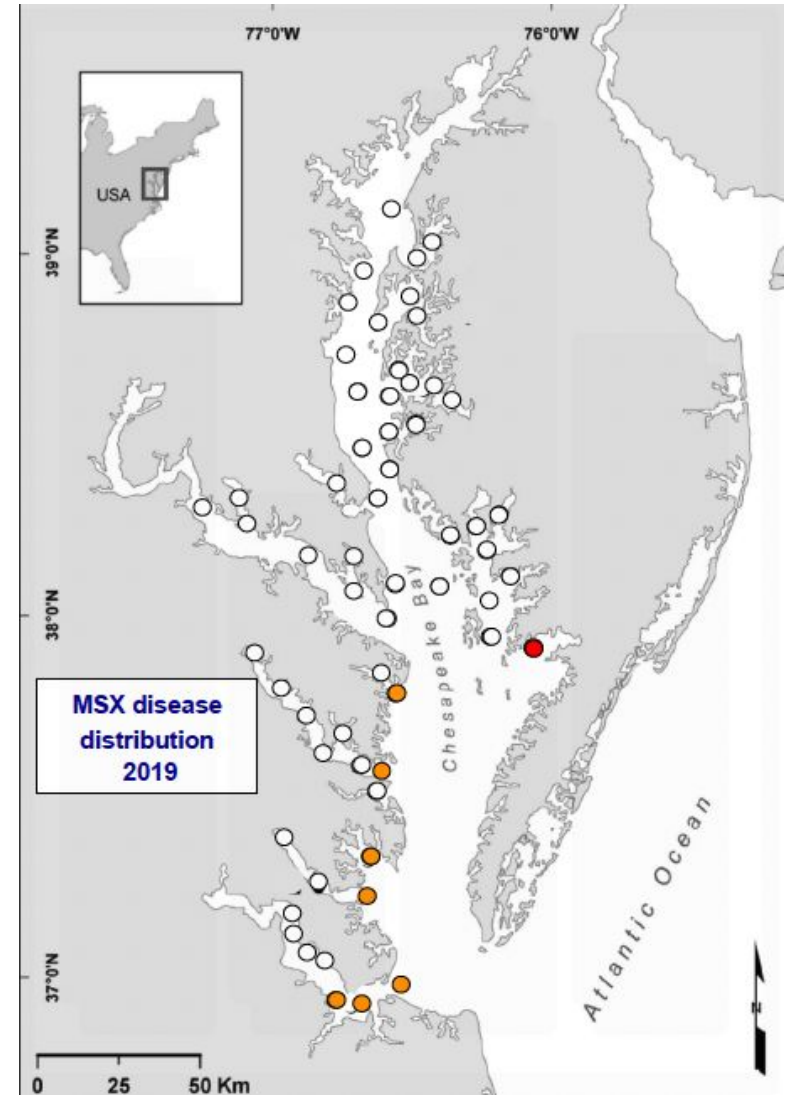 77°0'W
76°0'W
USA
39°0'N
38°0'N
Chesapeake Bay
MSX disease
distribution
2019
Atlantic Ocean
37°0'N
N
0 25 50 Km